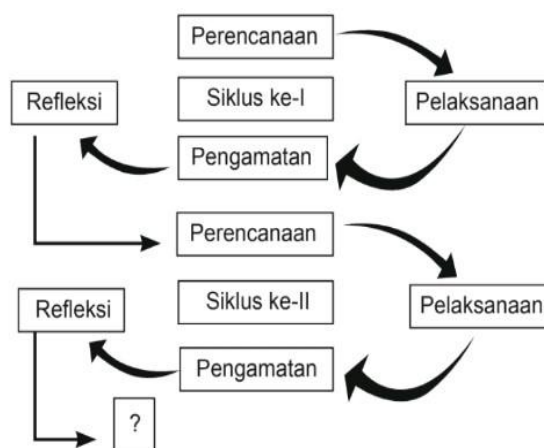 Perencanaan
Refleksi
Siklus ke-I
Pelaksanaan
Pengamatan
Perencanaan
Refleksi
Siklus ke-II
Pelaksanaan
Pengamatan
?